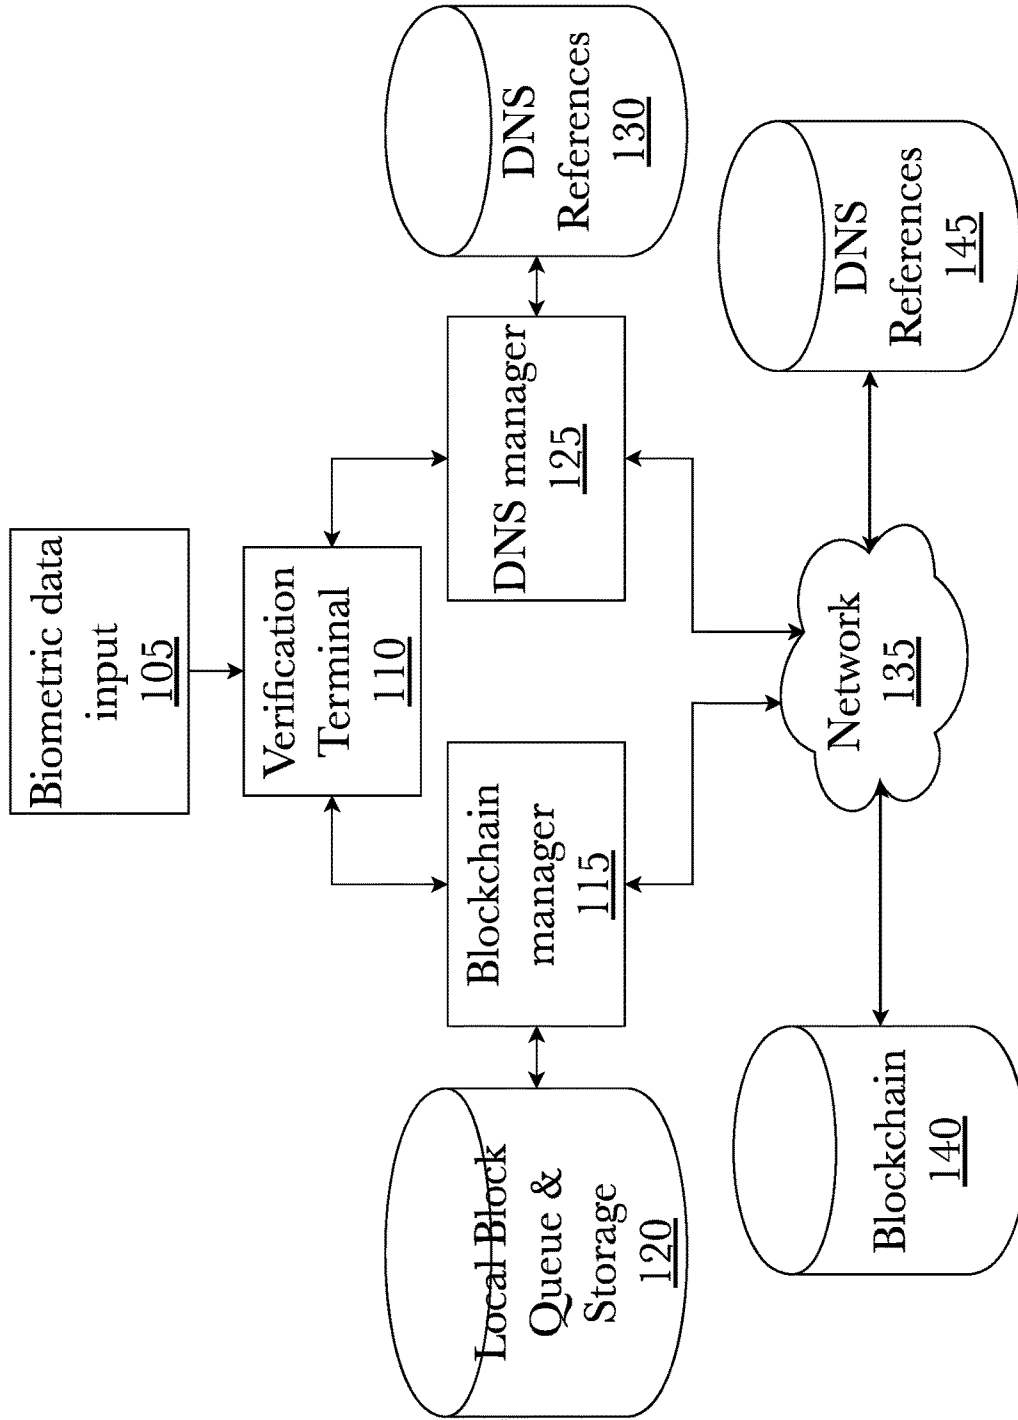 Biometric data
input
105
Verification
Terminal
110
Blockchain
manager
115
DNS manager
125
Local Block
Queue &
Storage
120
DNS
References
130
Network
135
Blockchain
140
DNS
References
145